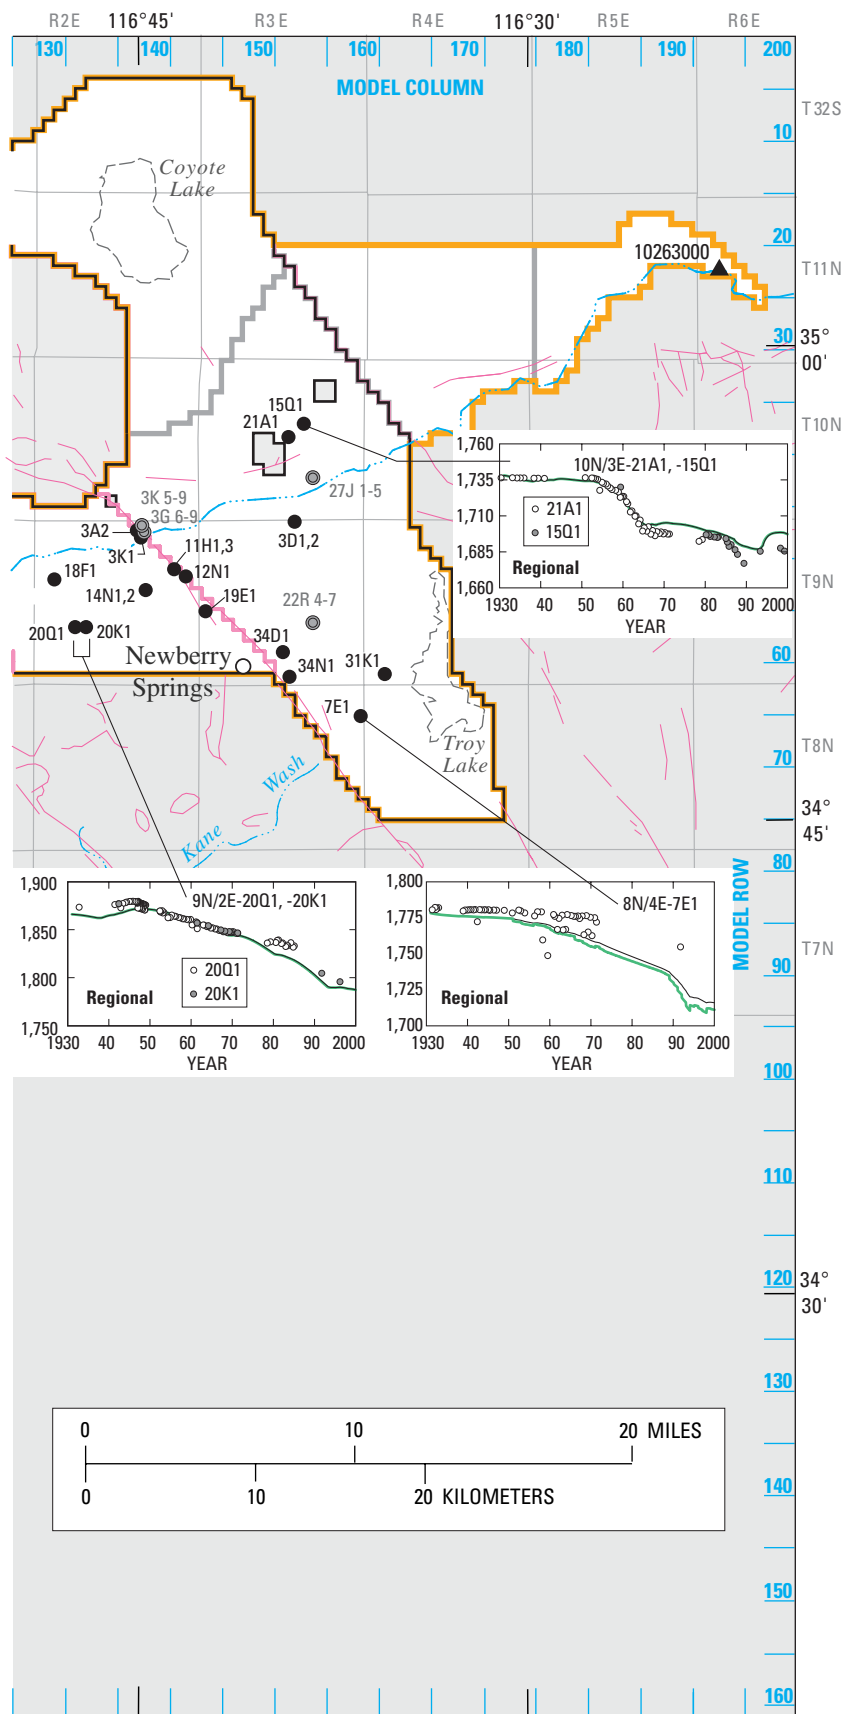 R2E 116°45' R3E R4E 116°30' R5E R6E
130 140 150 160 170 180 190 200
MODEL COLUMN
T 32S
10
Coyote
Lake
20
10263000
T11N
30 35°
00'
15Q1
21A1
T10N
27J 1-5
3K 5-9
3G 6-9
3A2
3K1
3D1,2
11H1,3
18F1
12N1
14N1,2
19E1
22R 4-7
T9N
20Q1 20K1
34D1
Newberry
Springs
34N1
31K1
60
7E1
Troy
Lake
T8N
70
Kane Wash
34°
45'
80
1,760
1,735
1,710
1,685
1,660
10N/3E-21A1, -15Q1
21A1
15Q1
Regional
1930 40 50 60 70 80 90 2000
YEAR
1,900
1,850
1,800
1,750
9N/2E-20Q1, -20K1
20Q1
20K1
Regional
1930 40 50 60 70 80 90 2000
YEAR
1,800
1,775
1,750
1,725
1,700
8N/4E-7E1
Regional
1930 40 50 60 70 80 90 2000
YEAR
MODEL ROW
T7N
90
100
110
120 34°
30'
130
140
150
160
0 10 20 MILES
0 10 20 KILOMETERS